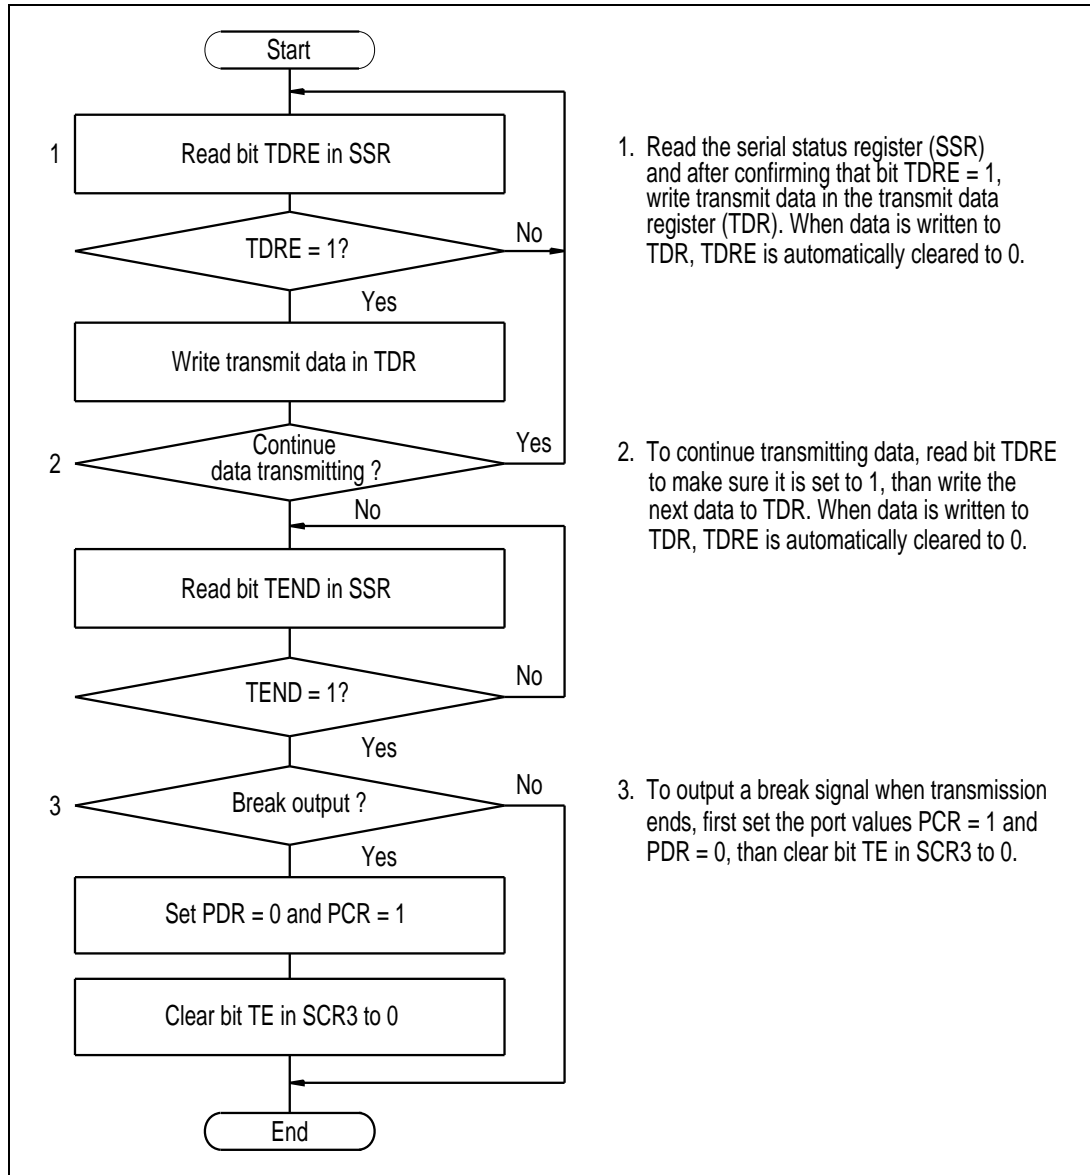 Start
1
Read bit TDRE in SSR
TDRE = 1?
No
Yes
Write transmit data in TDR
2
Continue
data transmitting ?
Yes
No
Read bit TEND in SSR
TEND = 1?
No
Yes
3
Break output ?
No
Yes
Set PDR = 0 and PCR = 1
Clear bit TE in SCR3 to 0
End
1. Read the serial status register (SSR)
and after confirming that bit TDRE = 1,
write transmit data in the transmit data
register (TDR). When data is written to
TDR, TDRE is automatically cleared to 0.
2. To continue transmitting data, read bit TDRE
to make sure it is set to 1, than write the
next data to TDR. When data is written to
TDR, TDRE is automatically cleared to 0.
3. To output a break signal when transmission
ends, first set the port values PCR = 1 and
PDR = 0, than clear bit TE in SCR3 to 0.